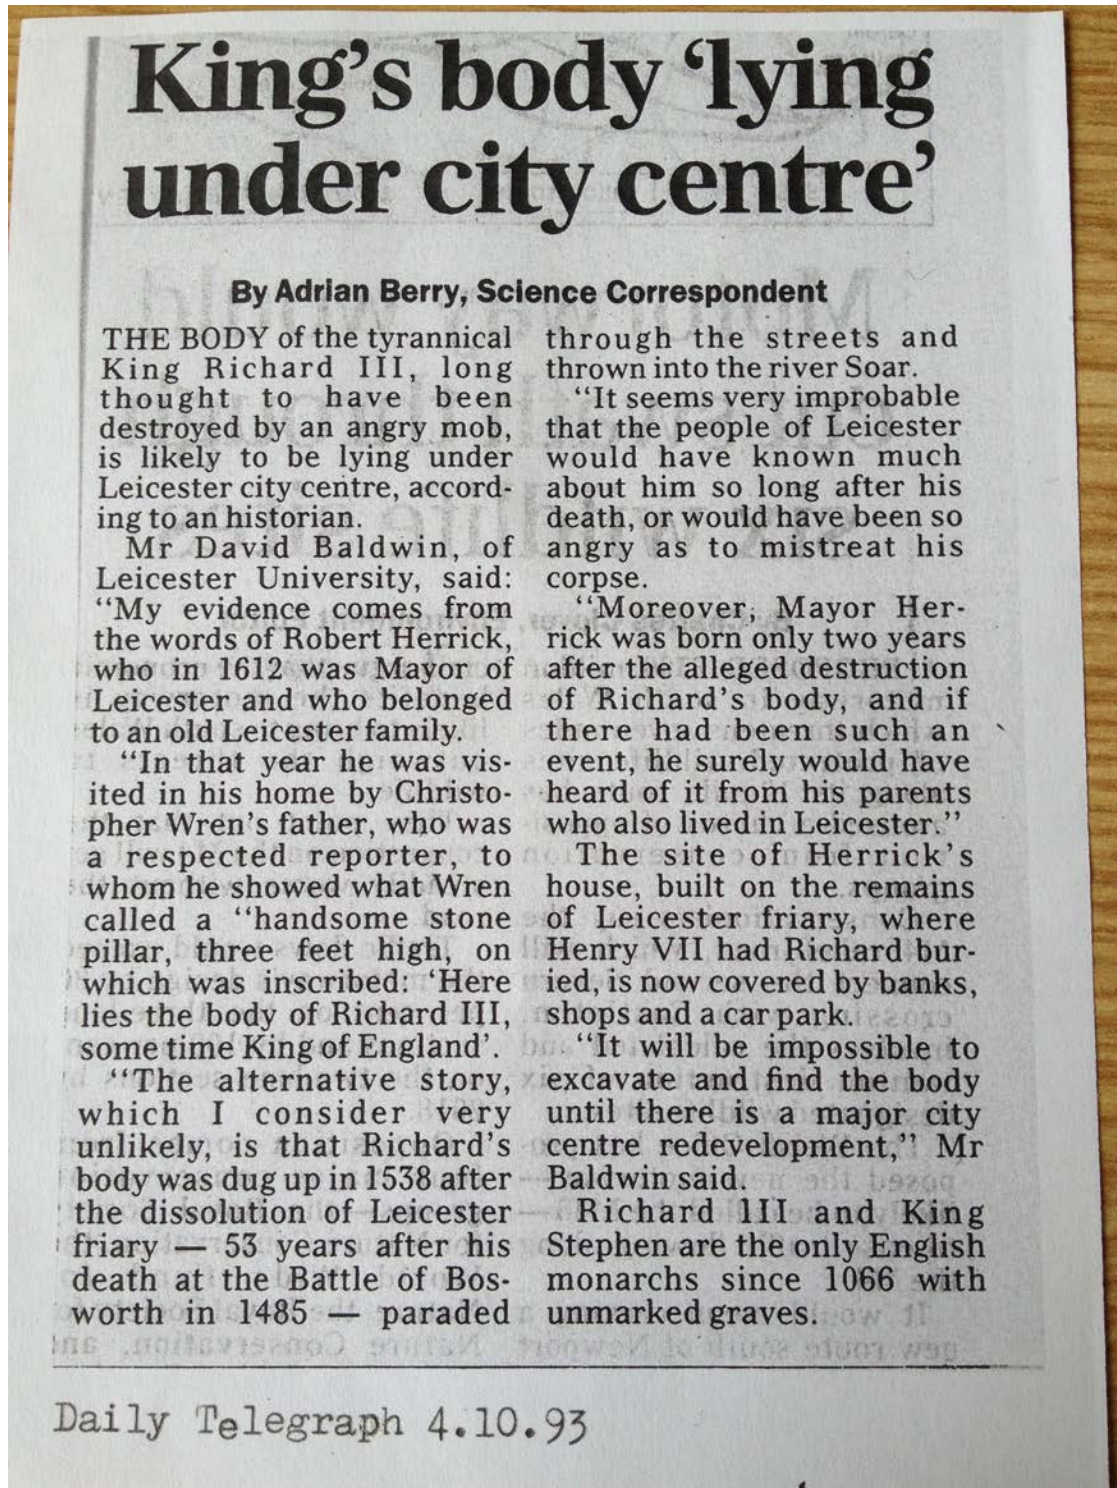 King's body ‘lying
under city centre’
By Adrian Berry, Science Correspondent
THE BODY of the tyrannical
King Richard III, long
thought to have been
destroyed by an angry mob,
is likely to be lying under
Leicester city centre, accord-
ing to an historian.
Mr David Baldwin, of
Leicester University, said:
“My evidence comes from
the words of Robert Herrick,
who in 1612 was Mayor of
Leicester and who belonged
to an old Leicester family.
“In that year he was vis-
ited in his home by Christo-
pher Wren's father, who was
a respected reporter, to
whom he showed what Wren
called a “handsome stone
pillar, three feet high, on
which was inscribed: ‘Here
lies the body of Richard III,
some time King of England’.
“The alternative story,
which I consider very
unlikely, is that Richard's
body was dug up in 1538 after
the dissolution of Leicester
friary — 53 years after his
death at the Battle of Bos-
worth in 1485 — paraded
through the streets and
thrown into the river Soar.
“It seems very improbable
that the people of Leicester
would have known much
about him so long after his
death, or would have been so
angry as to mistreat his
corpse.
“Moreover, Mayor Her-
rick was born only two years
after the alleged destruction
of Richard's body, and if
there had been such an
event, he surely would have
heard of it from his parents
who also lived in Leicester.”
The site of Herrick's
house, built on the remains
of Leicester friary, where
Henry VII had Richard bur-
ied, is now covered by banks,
shops and a car park.
“It will be impossible to
excavate and find the body
until there is a major city
centre redevelopment,” Mr
Baldwin said.
Richard III and King
Stephen are the only English
monarchs since 1066 with
unmarked graves.
Daily Telegraph 4.10.93